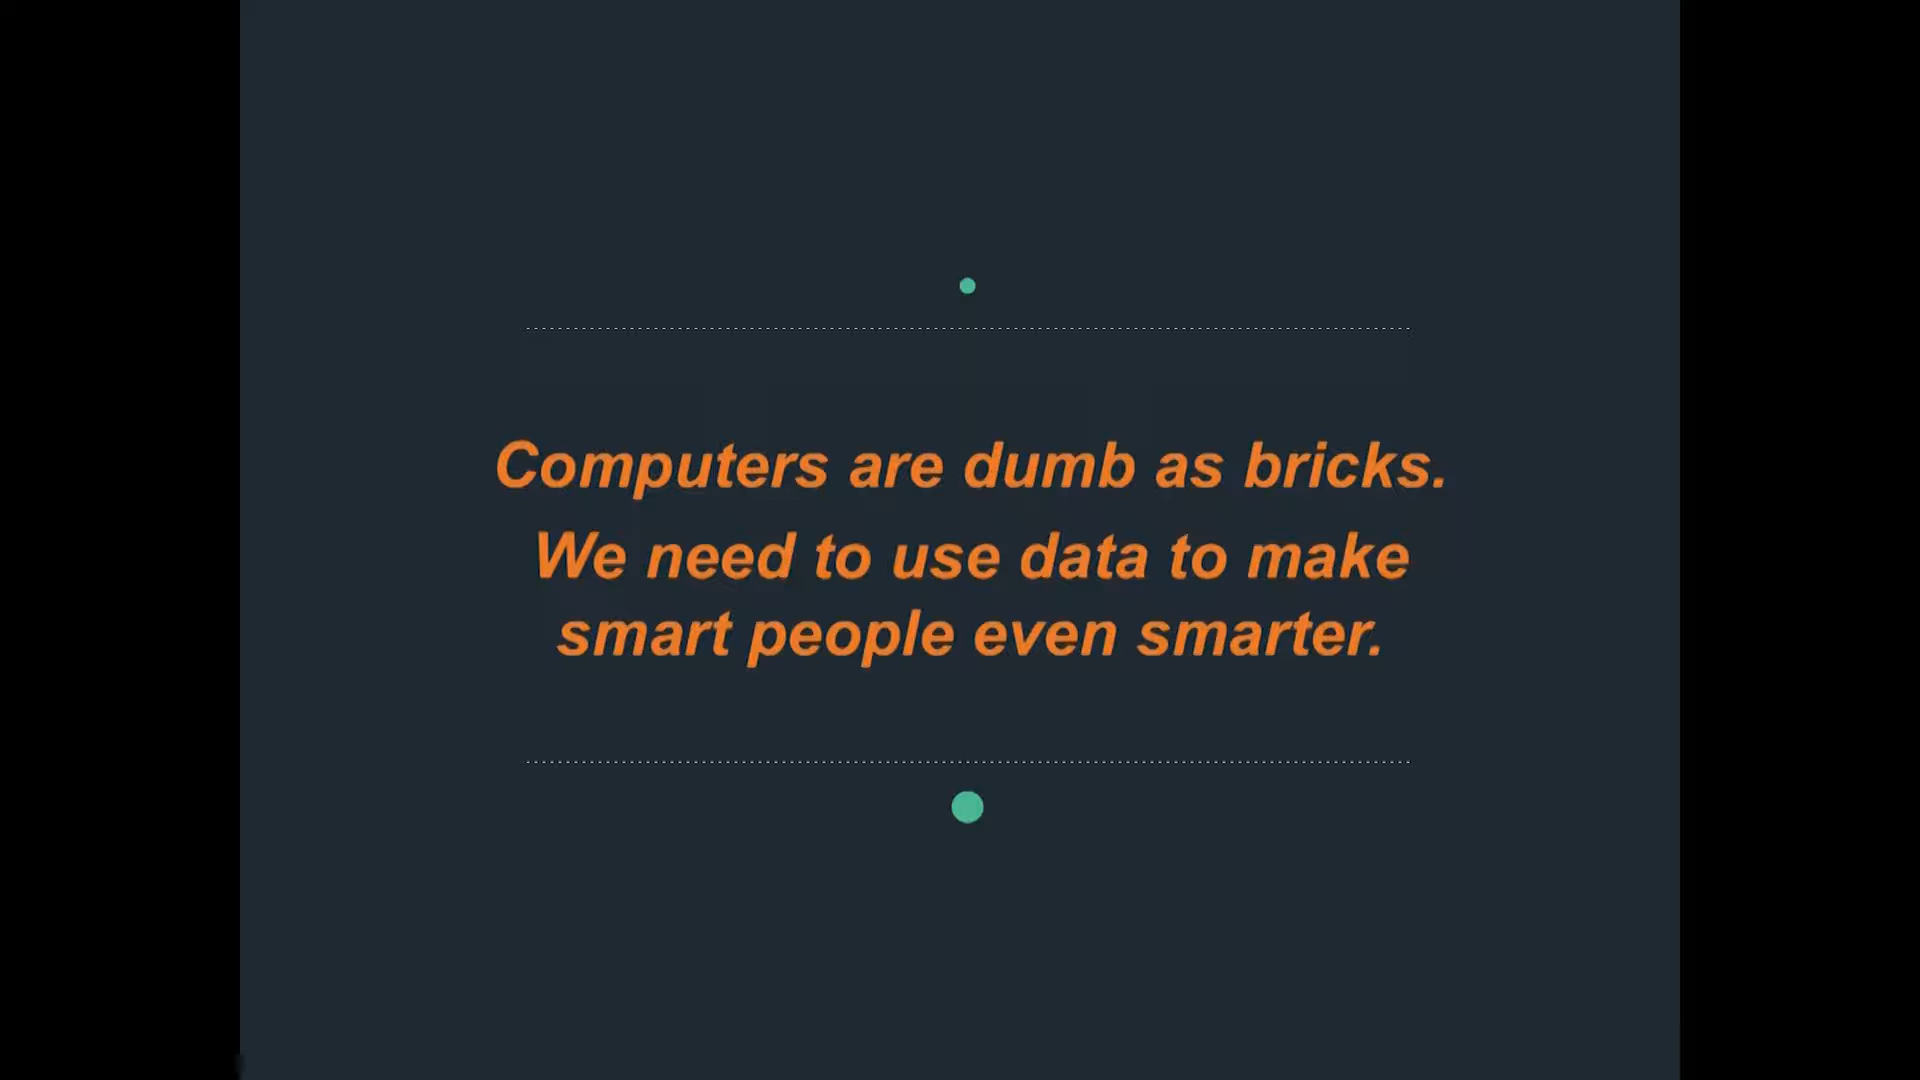 Computers are dumb as bricks.
We need to use data to make
smart people even smarter.